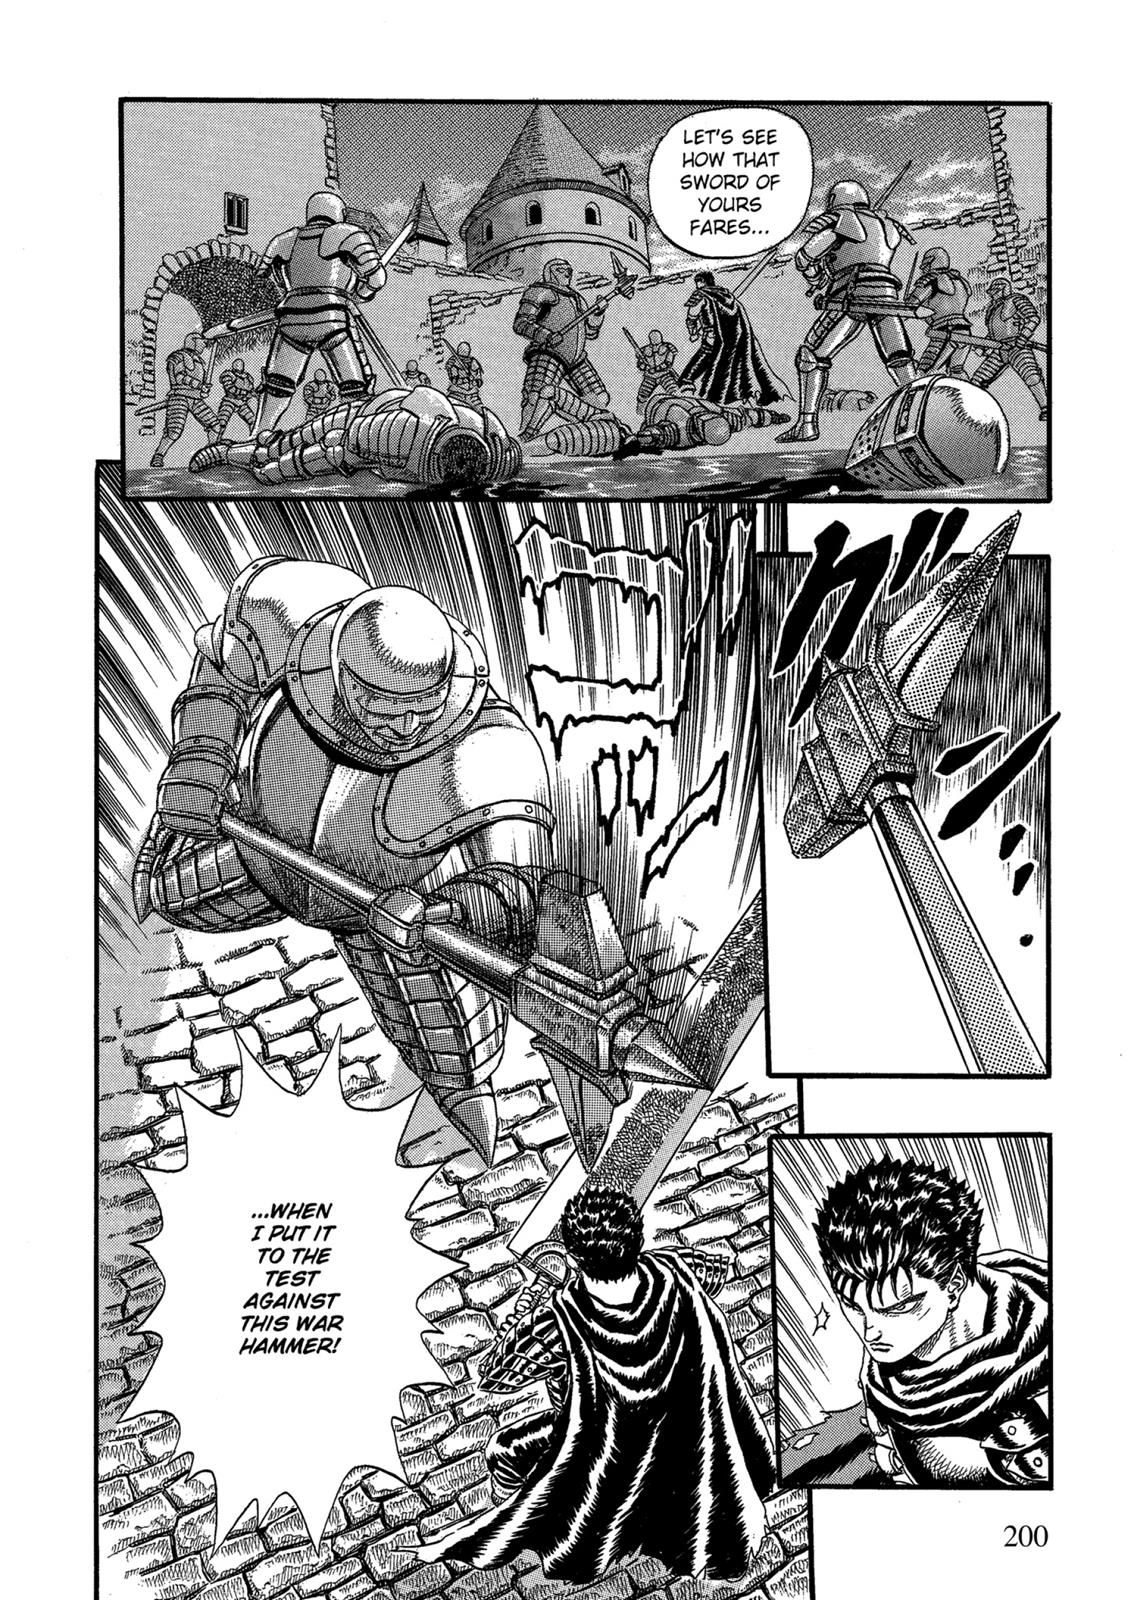 LET'S SEE
HOW THAT
SWORD OF
YOURS
FARES...
...WHEN
I PUT IT
TO THE
TEST
AGAINST
THIS WAR
HAMMER!
200